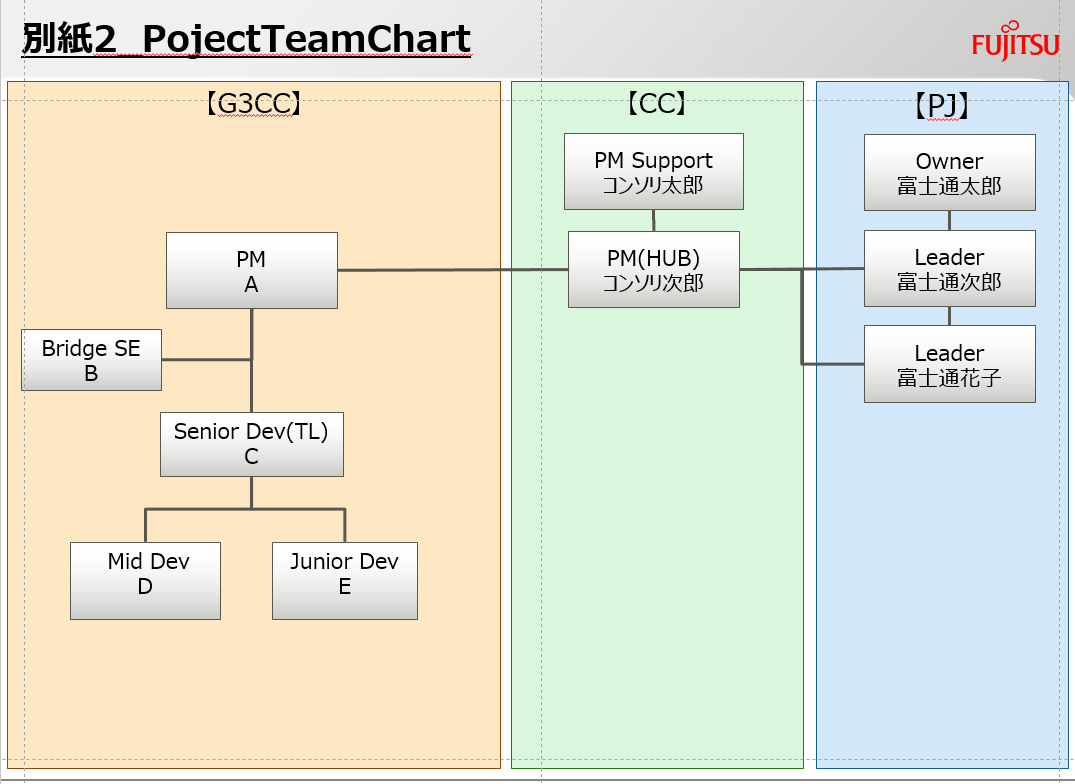 別紙2_PojectTeamChart
FUJITSU
【G3CC】
PM
A
Bridge SE
B
Senior Dev(TL)
C
Mid Dev
D
Junior Dev
E
【CC】
PM Support
コンソリ太郎
PM(HUB)
コンソリ次郎
【PJ】
Owner
富士通太郎
Leader
富士通次郎
Leader
富士通花子